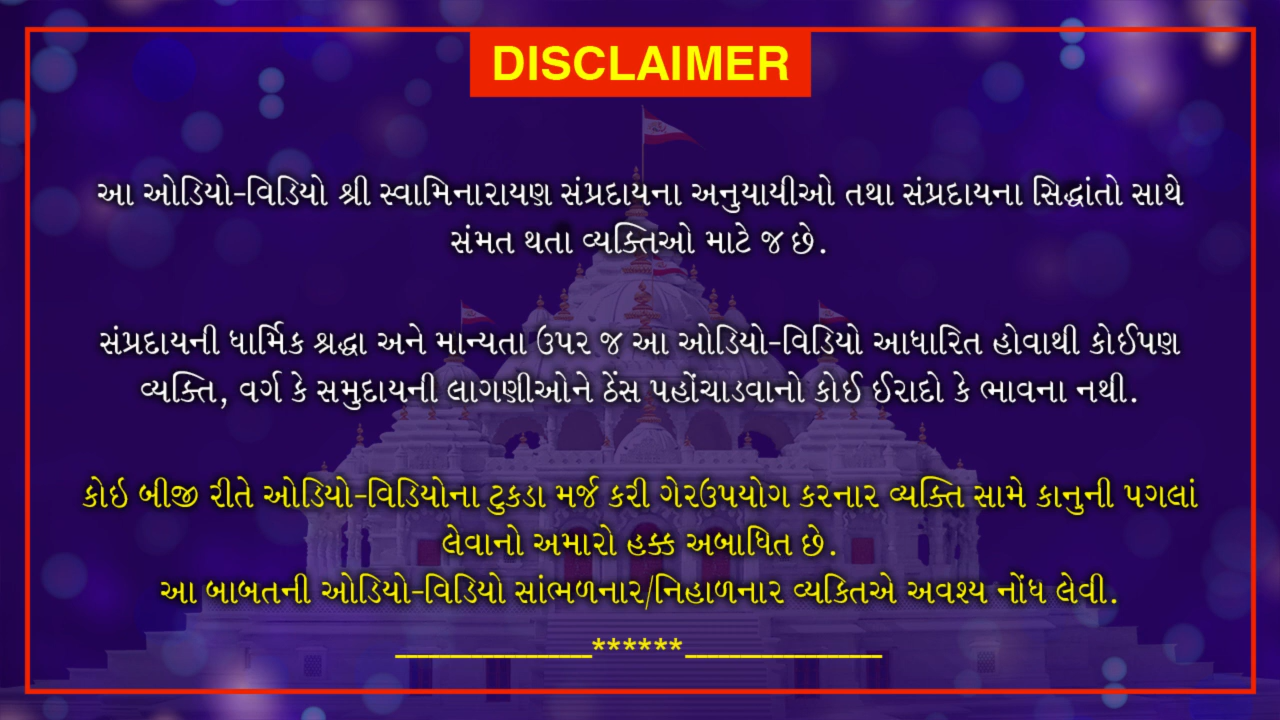 DISCLAIMER
આ ઓડિયો-વિડિયો શ્રી સ્વામિનારાયણ સંપ્રદાયના અનુયાયીઓ તથા સંપ્રદાયના સિદ્ધાંતો સાથે
સંમત થતા વ્યક્તિઓ માટે જ છે.
સંપ્રદાયની ધાર્મિક શ્રદ્ધા અને માન્યતા ઉપર જ આ ઓડિયો-વિડિયો આધારિત હોવાથી કોઈપણ
વ્યક્તિ, વર્ગ કે સમુદાયની લાગણીઓને ઠેંસ પહોંચાડવાનો કોઈ ઈરાદો કે ભાવના નથી.
કોઇ બીજી રીતે ઓડિયો-વિડિયોના ટુકડા મર્જ કરી ગેરઉપયોગ કરનાર વ્યક્તિ સામે કાનુની પગલાં
લેવાનો અમારો હક્ક અબાધિત છે.
આ બાબતની ઓડિયો-વિડિયો સાંભળનાર/નિહાળનાર વ્યકિતએ અવશ્ય નોંધ લેવી.
________________******________________